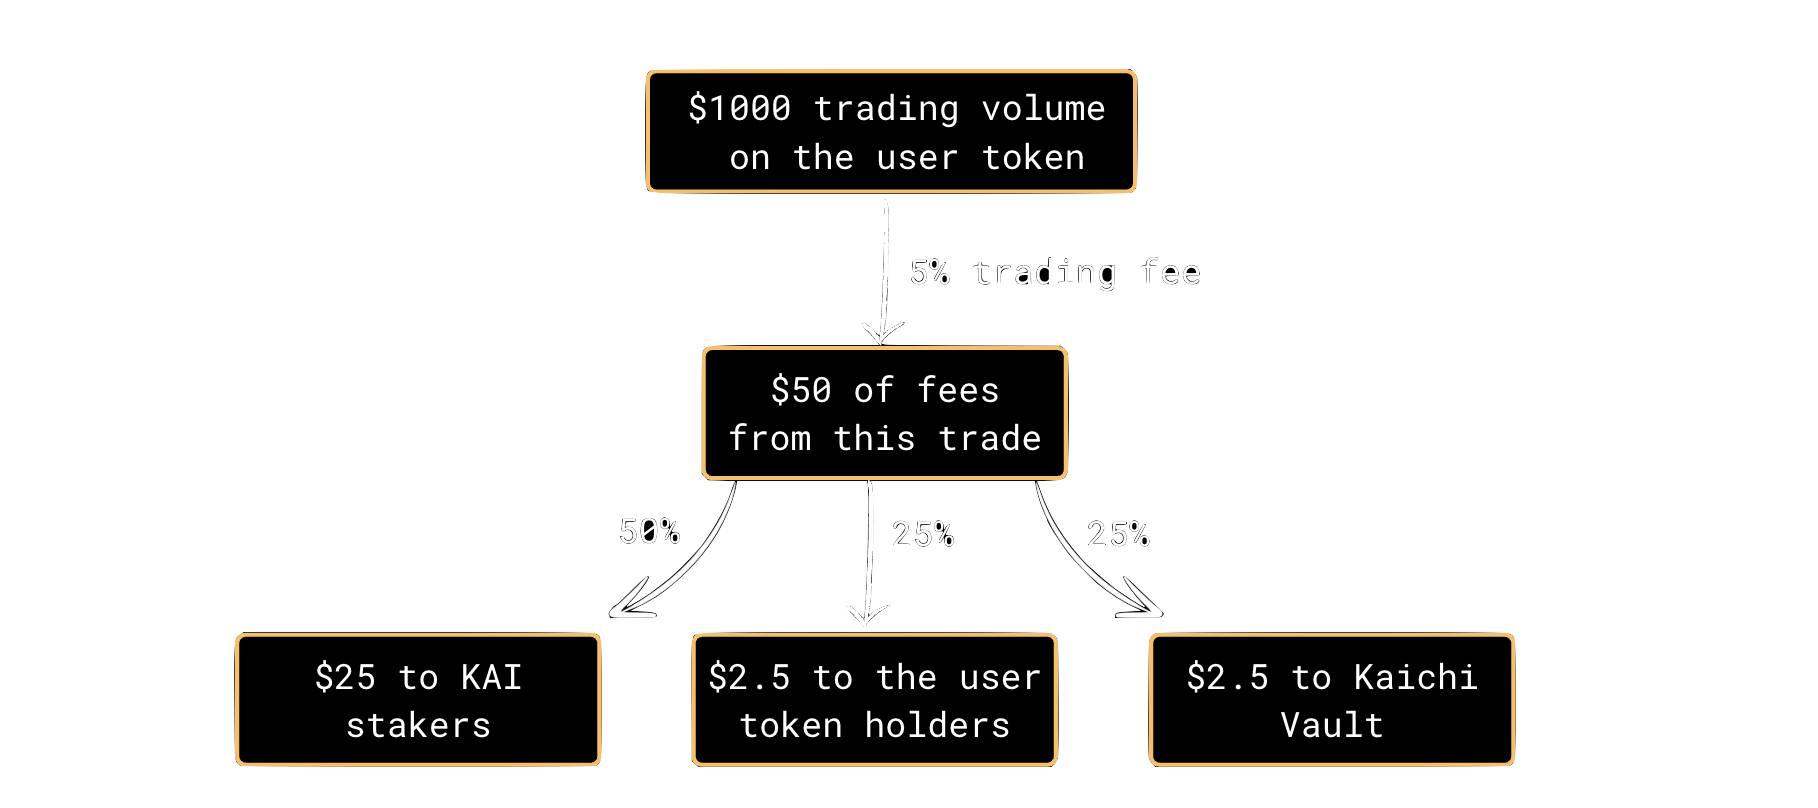 $1000 trading volume
on the user token
5% trading fee
$50 of fees
from this trade
50%
25%
25%
$25 to KAI
stakers
$2.5 to the user
token holders
$2.5 to Kaichi
Vault